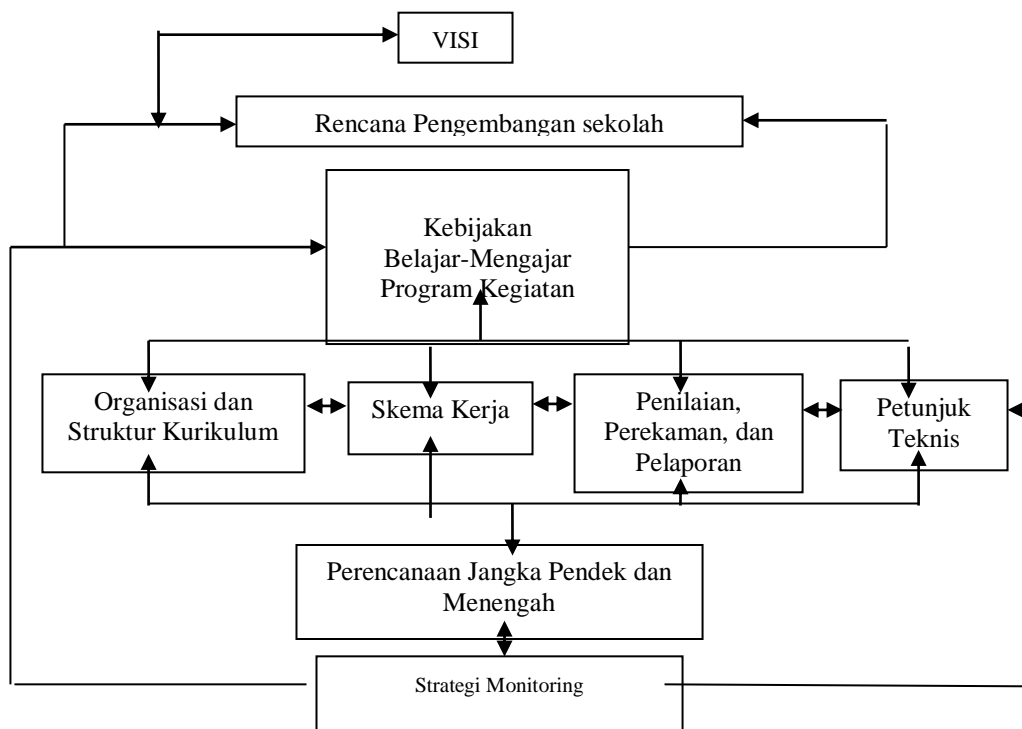 VISI
Rencana Pengembangan sekolah
Kebijakan
Belajar-Mengajar
Program Kegiatan
Organisasi dan
Struktur Kurikulum
Skema Kerja
Penilaian,
Perekaman, dan
Pelaporan
Petunjuk
Teknis
Perencanaan Jangka Pendek dan
Menengah
Strategi Monitoring